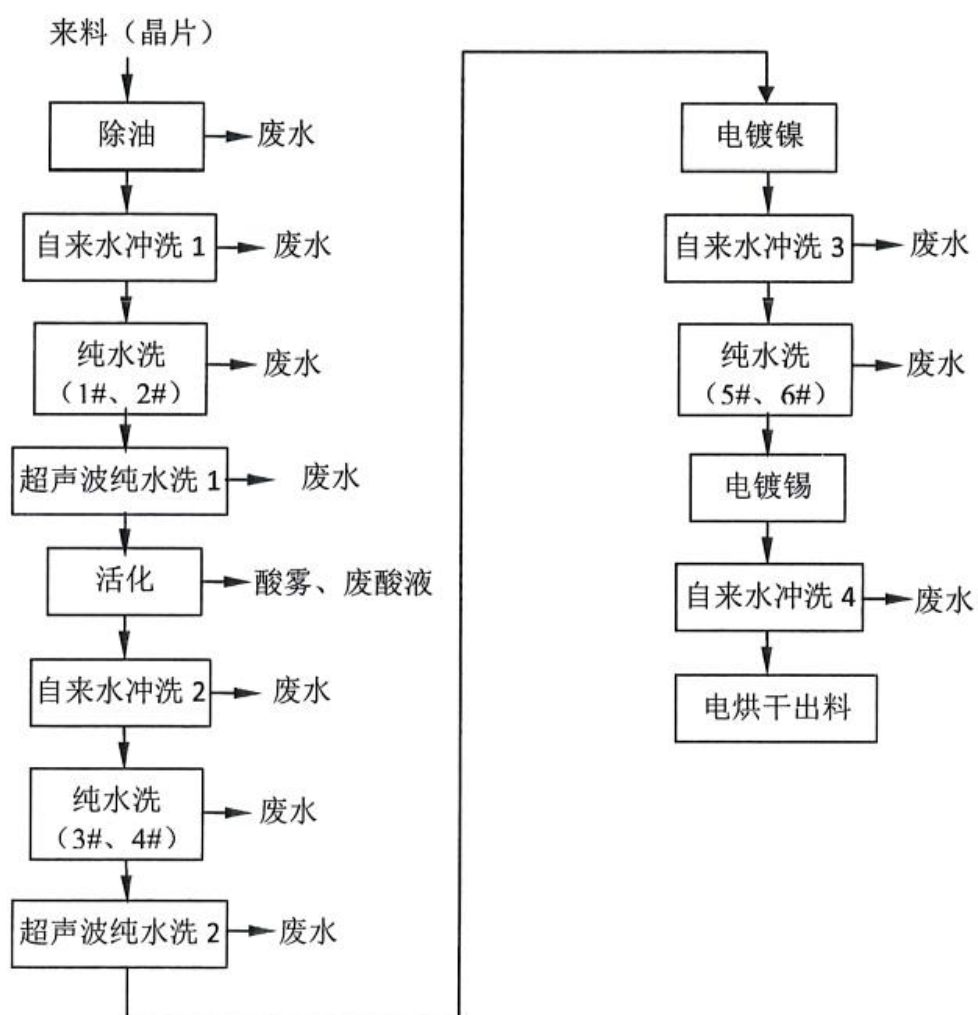 来料（晶片）
除油
废水
自来水冲洗 1
废水
纯水洗
（1#、2#）
废水
超声波纯水洗 1
废水
活化
酸雾、废酸液
自来水冲洗 2
废水
纯水洗
（3#、4#）
废水
超声波纯水洗 2
废水
电镀镍
自来水冲洗 3
废水
纯水洗
（5#、6#）
废水
电镀锡
自来水冲洗 4
废水
电烘干出料